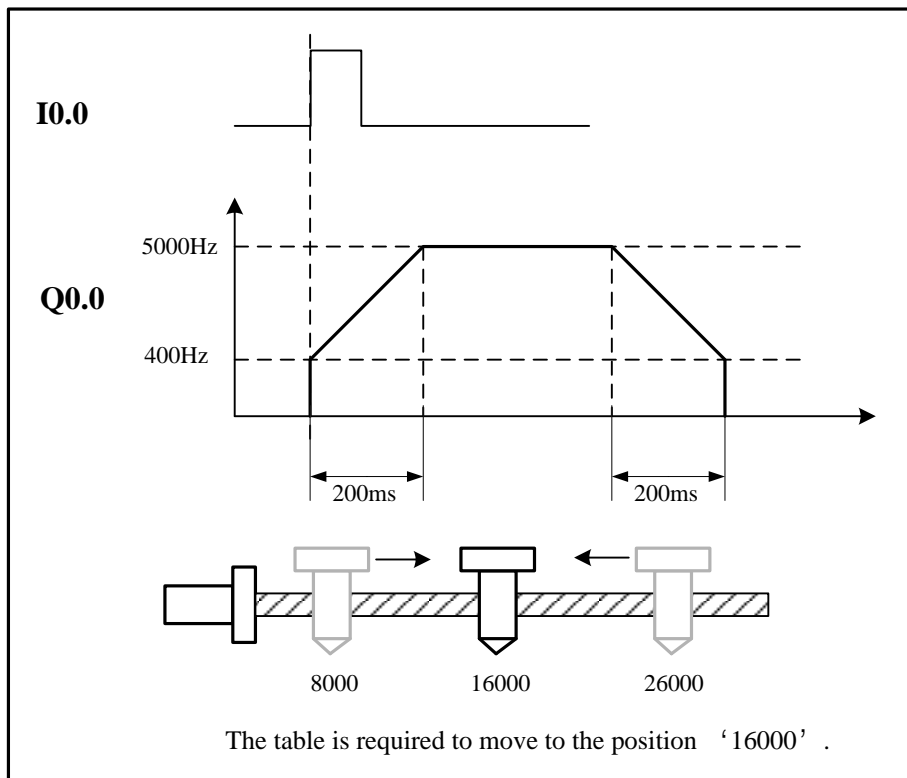 I0.0
5000Hz
Q0.0
400Hz
200ms 200ms
8000 16000 26000
The table is required to move to the position ‘16000’.